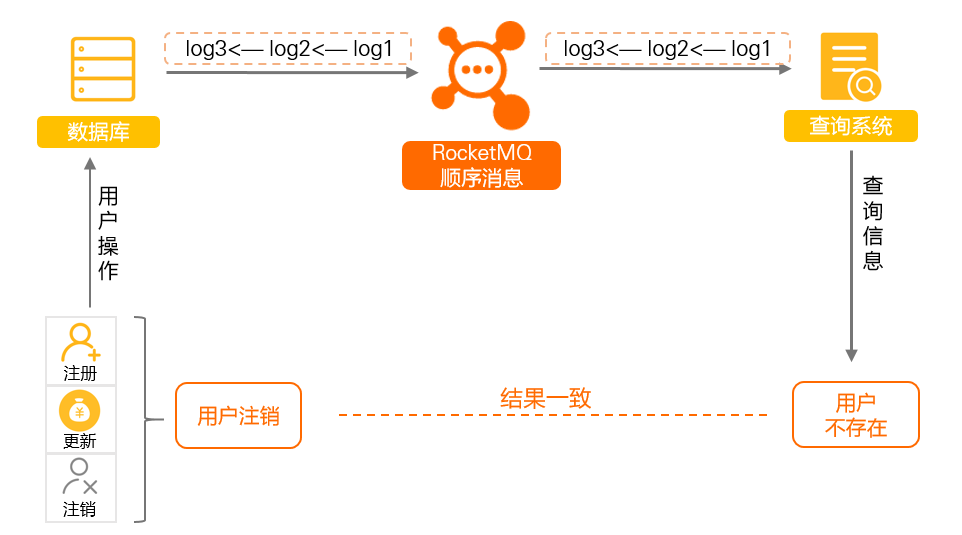 log3<— log2<— log1
log3<— log2<— log1
数据库
RocketMQ
顺序消息
查询系统
用户操作
查询信息
注册
¥
更新
注销
用户注销
结果一致
用户
不存在